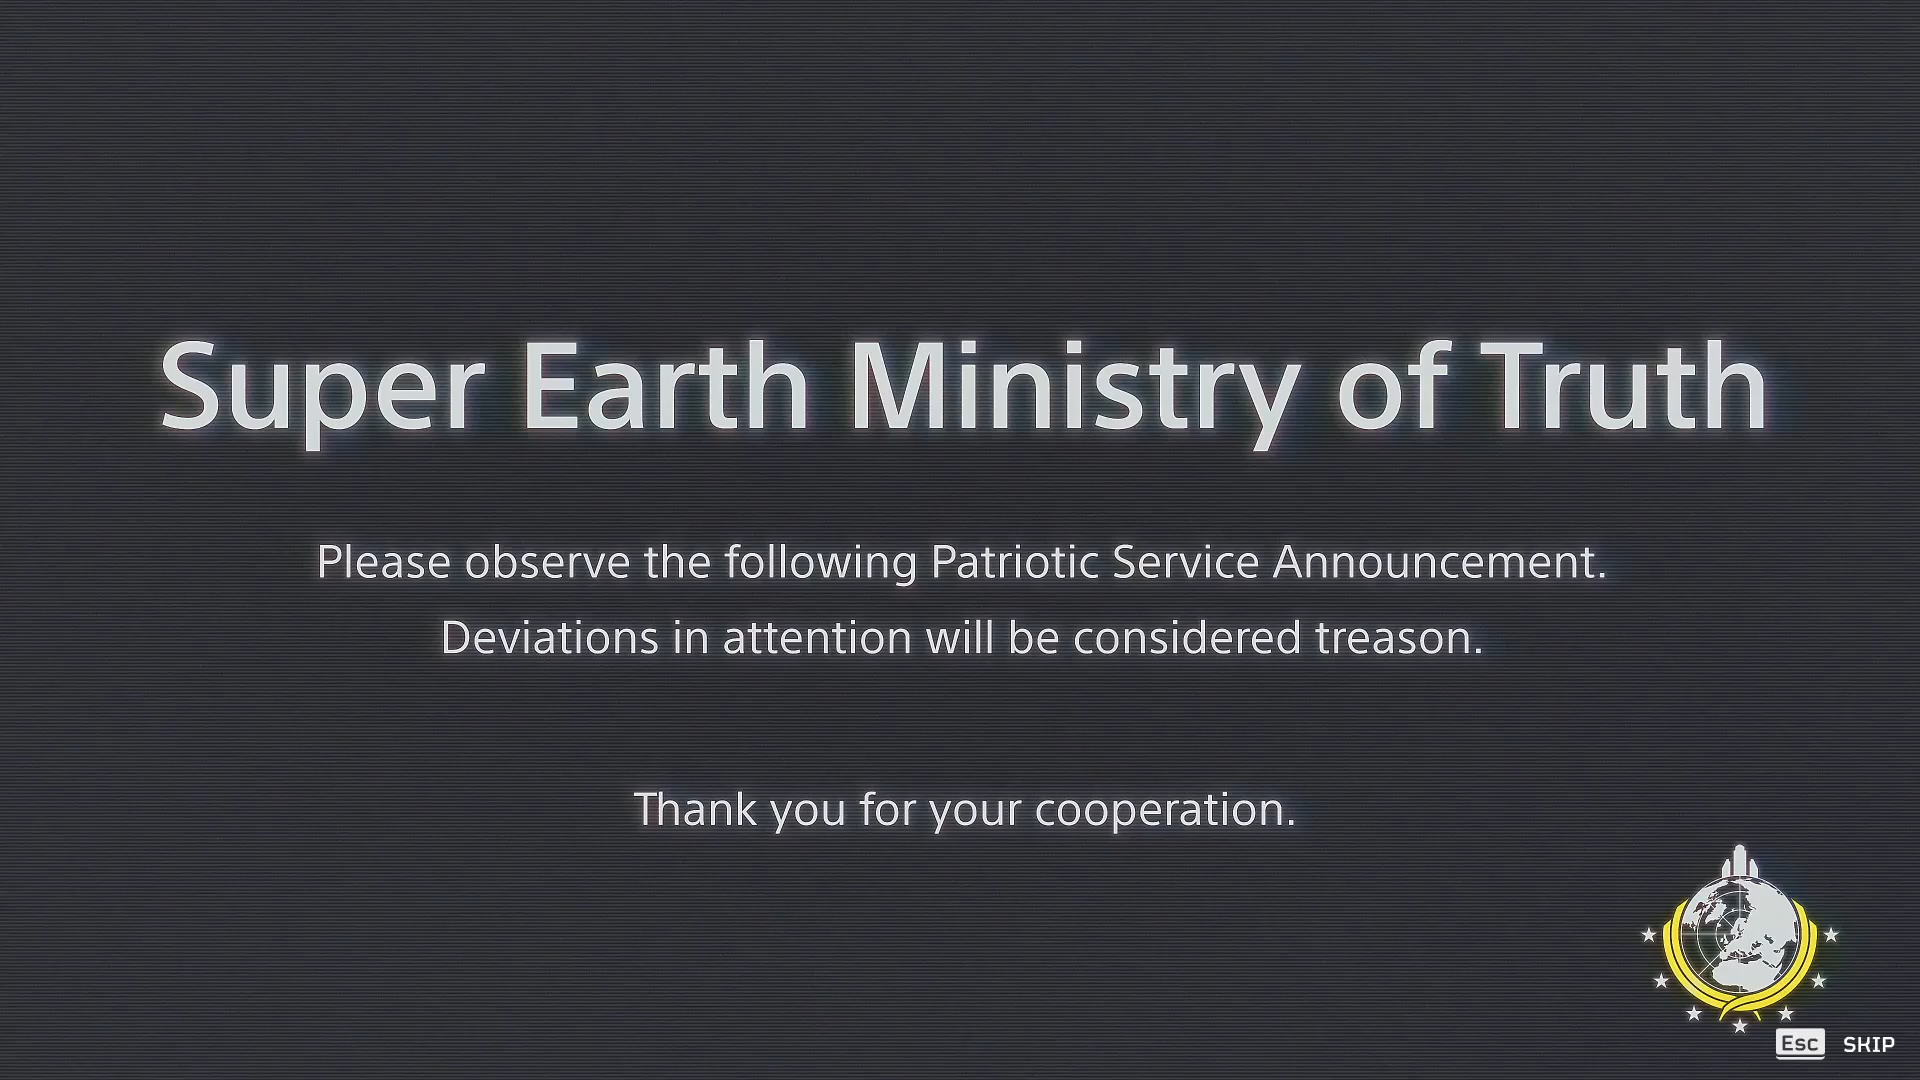 Super Earth Ministry of Truth
Please observe the following Patriotic Service Announcement.
Deviations in attention will be considered treason.
Thank you for your cooperation.
Esc SKIP